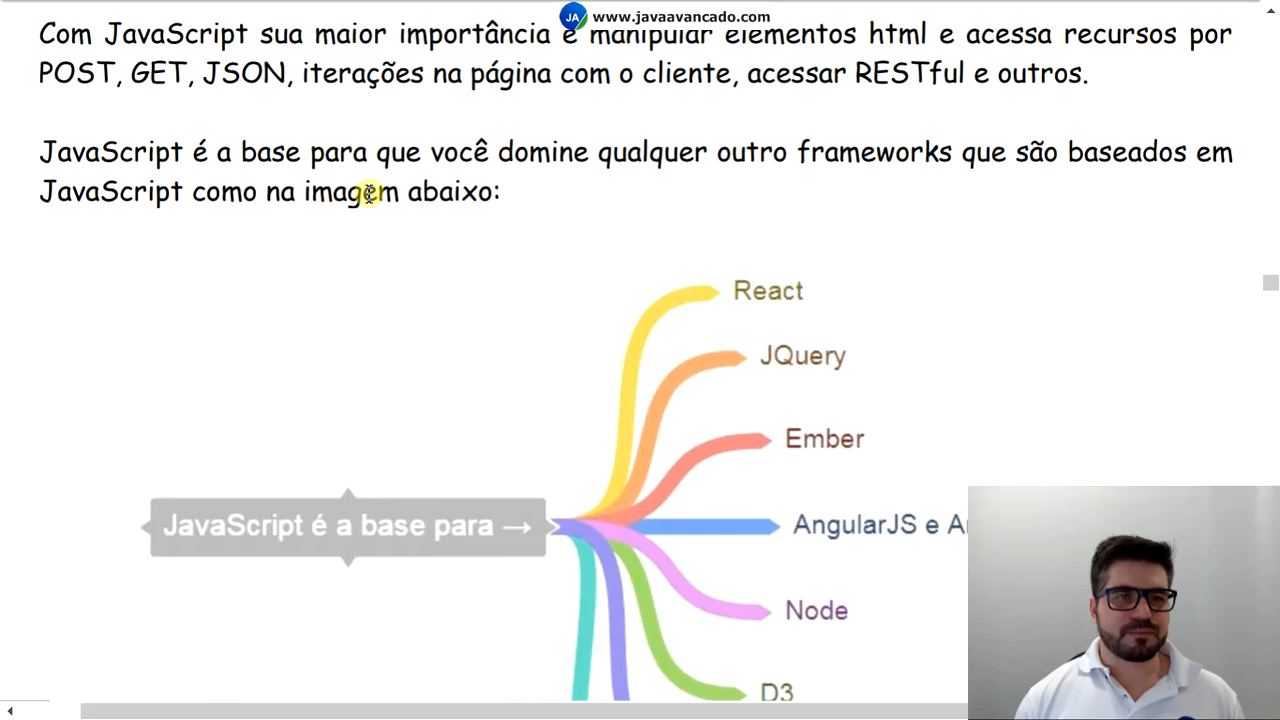 JA www.javaavancado.com
Com JavaScript sua maior importância é manipular elementos html e acessa recursos por
POST, GET, JSON, iterações na página com o cliente, acessar RESTful e outros.
JavaScript é a base para que você domine qualquer outro frameworks que são baseados em
JavaScript como na imagem abaixo:
React
JQuery
Ember
JavaScript é a base para → AngularJS e
Node
D3